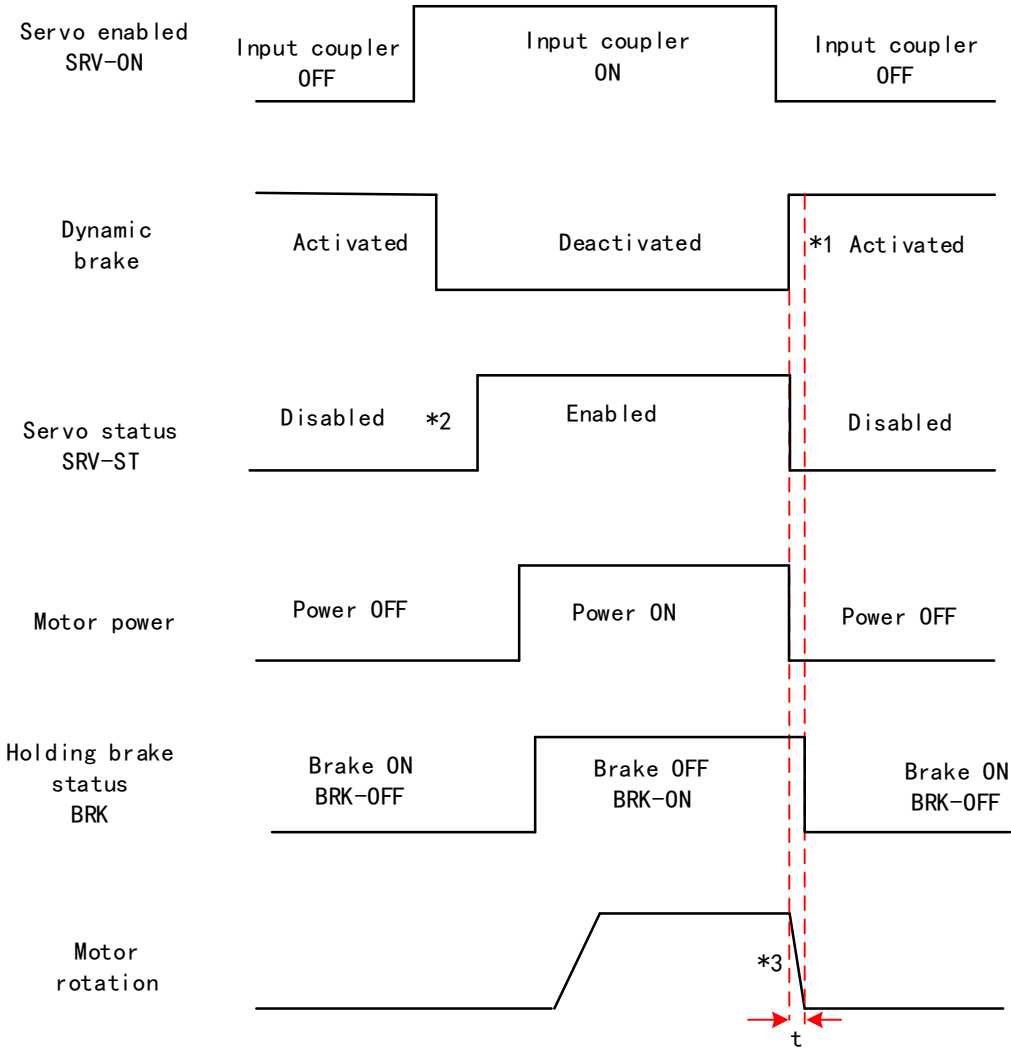 Servo enabled
SRV-ON
Input coupler
OFF
Input coupler
ON
Input coupler
OFF
Dynamic
brake
Activated
Deactivated
*1 Activated
Servo status
SRV-ST
Disabled
*2
Enabled
Disabled
Motor power
Power OFF
Power ON
Power OFF
Holding brake
status
BRK
Brake ON
BRK-OFF
Brake OFF
BRK-ON
Brake ON
BRK-OFF
Motor
rotation
*3
t